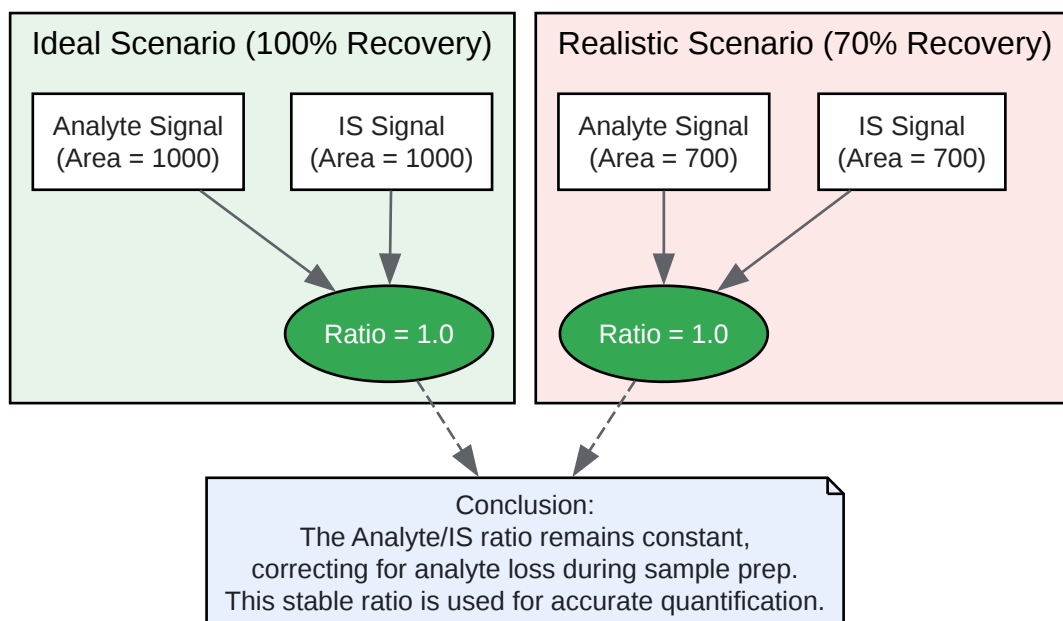 Ideal Scenario (100% Recovery)
Analyte Signal
(Area = 1000)
IS Signal
(Area = 1000)
Ratio = 1.0
Realistic Scenario (70% Recovery)
Analyte Signal
(Area = 700)
IS Signal
(Area = 700)
Ratio = 1.0
Conclusion:
The Analyte/IS ratio remains constant,
correcting for analyte loss during sample prep.
This stable ratio is used for accurate quantification.